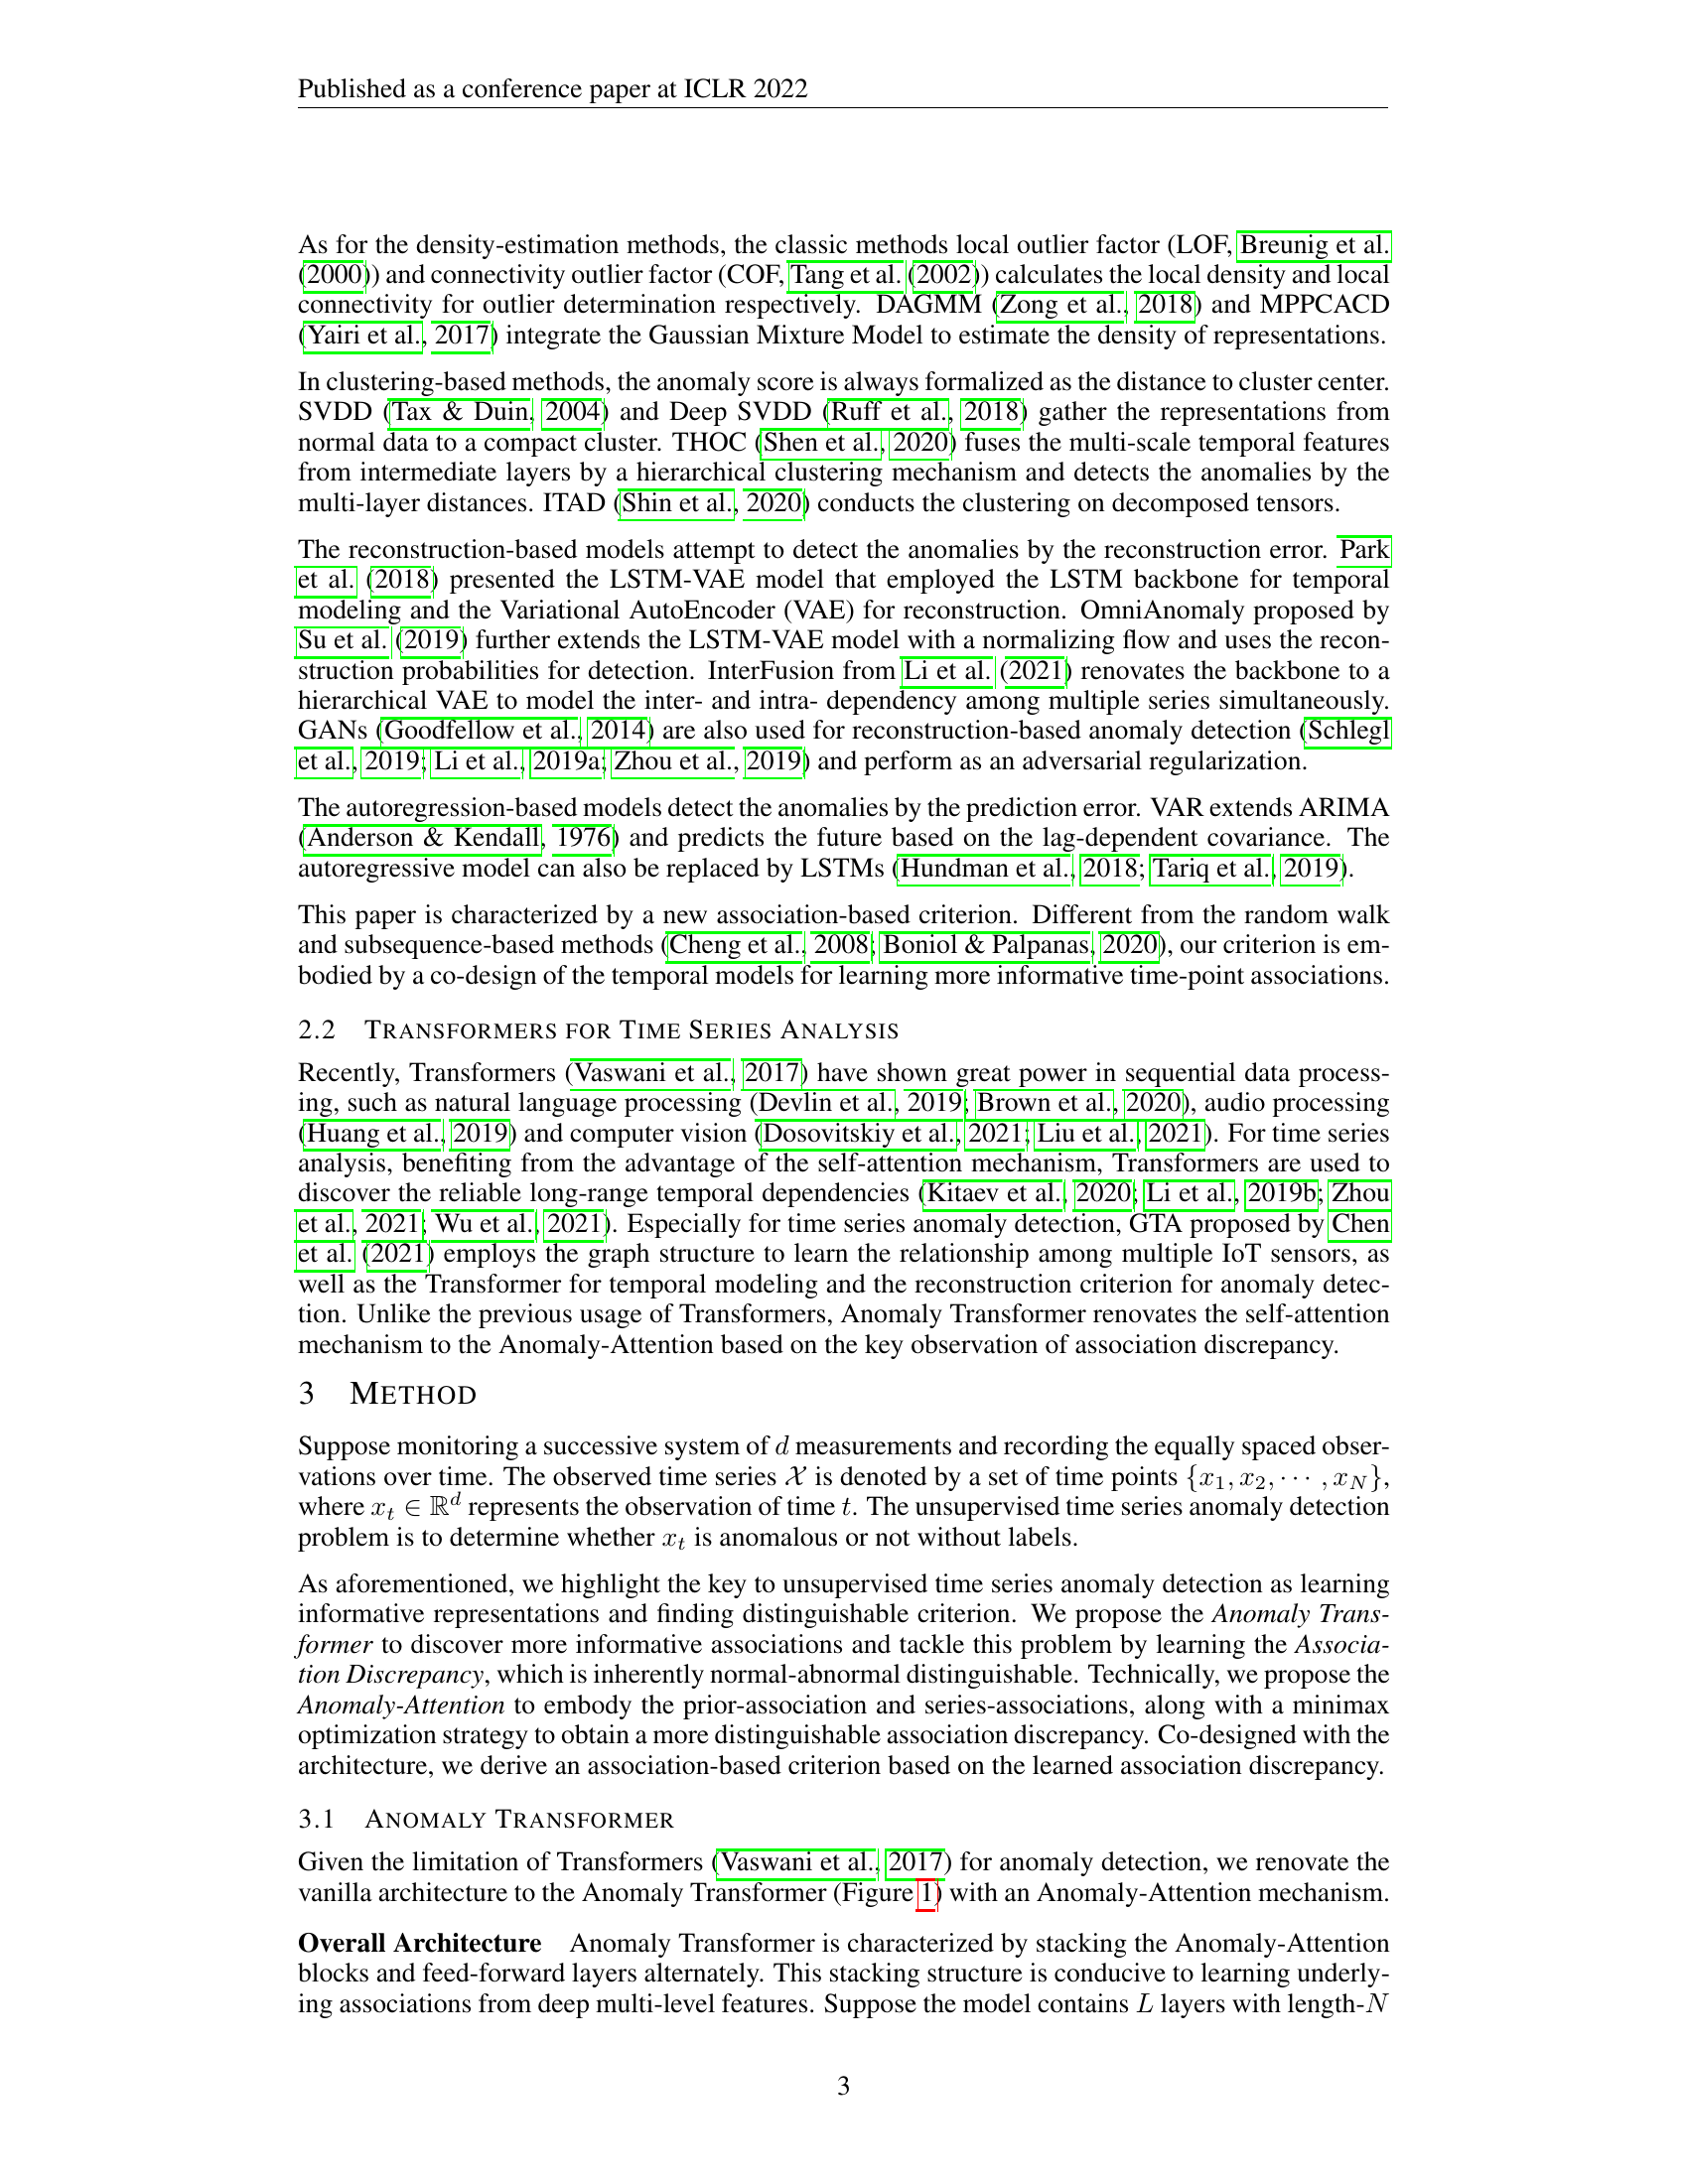 Published as a conference paper at ICLR 2022
As for the density-estimation methods, the classic methods local outlier factor (LOF, Breunig et al.
(2000)) and connectivity outlier factor (COF, Tang et al. (2002)) calculates the local density and local
connectivity for outlier determination respectively. DAGMM (Zong et al., 2018) and MPPCACD
(Yairi et al., 2017) integrate the Gaussian Mixture Model to estimate the density of representations.
In clustering-based methods, the anomaly score is always formalized as the distance to cluster center.
SVDD (Tax & Duin, 2004) and Deep SVDD (Ruff et al., 2018) gather the representations from
normal data to a compact cluster. THOC (Shen et al., 2020) fuses the multi-scale temporal features
from intermediate layers by a hierarchical clustering mechanism and detects the anomalies by the
multi-layer distances. ITAD (Shin et al., 2020) conducts the clustering on decomposed tensors.
The reconstruction-based models attempt to detect the anomalies by the reconstruction error. Park
et al. (2018) presented the LSTM-VAE model that employed the LSTM backbone for temporal
modeling and the Variational AutoEncoder (VAE) for reconstruction. OmniAnomaly proposed by
Su et al. (2019) further extends the LSTM-VAE model with a normalizing flow and uses the recon-
struction probabilities for detection. InterFusion from Li et al. (2021) renovates the backbone to a
hierarchical VAE to model the inter- and intra- dependency among multiple series simultaneously.
GANs (Goodfellow et al., 2014) are also used for reconstruction-based anomaly detection (Schlegl
et al., 2019; Li et al., 2019a; Zhou et al., 2019) and perform as an adversarial regularization.
The autoregression-based models detect the anomalies by the prediction error. VAR extends ARIMA
(Anderson & Kendall, 1976) and predicts the future based on the lag-dependent covariance. The
autoregressive model can also be replaced by LSTMs (Hundman et al., 2018; Tariq et al., 2019).
This paper is characterized by a new association-based criterion. Different from the random walk
and subsequence-based methods (Cheng et al., 2008; Boniol & Palpanas, 2020), our criterion is em-
bodied by a co-design of the temporal models for learning more informative time-point associations.
2.2 TRANSFORMERS FOR TIME SERIES ANALYSIS
Recently, Transformers (Vaswani et al., 2017) have shown great power in sequential data process-
ing, such as natural language processing (Devlin et al., 2019; Brown et al., 2020), audio processing
(Huang et al., 2019) and computer vision (Dosovitskiy et al., 2021; Liu et al., 2021). For time series
analysis, benefiting from the advantage of the self-attention mechanism, Transformers are used to
discover the reliable long-range temporal dependencies (Kitaev et al., 2020; Li et al., 2019b; Zhou
et al., 2021; Wu et al., 2021). Especially for time series anomaly detection, GTA proposed by Chen
et al. (2021) employs the graph structure to learn the relationship among multiple IoT sensors, as
well as the Transformer for temporal modeling and the reconstruction criterion for anomaly detec-
tion. Unlike the previous usage of Transformers, Anomaly Transformer renovates the self-attention
mechanism to the Anomaly-Attention based on the key observation of association discrepancy.
3 METHOD
Suppose monitoring a successive system of d measurements and recording the equally spaced obser-
vations over time. The observed time series 𝒳 is denoted by a set of time points {x₁, x₂, ⋯ , x_N},
where x_t ∈ ℝ^d represents the observation of time t. The unsupervised time series anomaly detection
problem is to determine whether x_t is anomalous or not without labels.
As aforementioned, we highlight the key to unsupervised time series anomaly detection as learning
informative representations and finding distinguishable criterion. We propose the Anomaly Trans-
former to discover more informative associations and tackle this problem by learning the Associa-
tion Discrepancy, which is inherently normal-abnormal distinguishable. Technically, we propose the
Anomaly-Attention to embody the prior-association and series-associations, along with a minimax
optimization strategy to obtain a more distinguishable association discrepancy. Co-designed with the
architecture, we derive an association-based criterion based on the learned association discrepancy.
3.1 ANOMALY TRANSFORMER
Given the limitation of Transformers (Vaswani et al., 2017) for anomaly detection, we renovate the
vanilla architecture to the Anomaly Transformer (Figure 1) with an Anomaly-Attention mechanism.
Overall Architecture Anomaly Transformer is characterized by stacking the Anomaly-Attention
blocks and feed-forward layers alternately. This stacking structure is conducive to learning underly-
ing associations from deep multi-level features. Suppose the model contains L layers with length-N
3